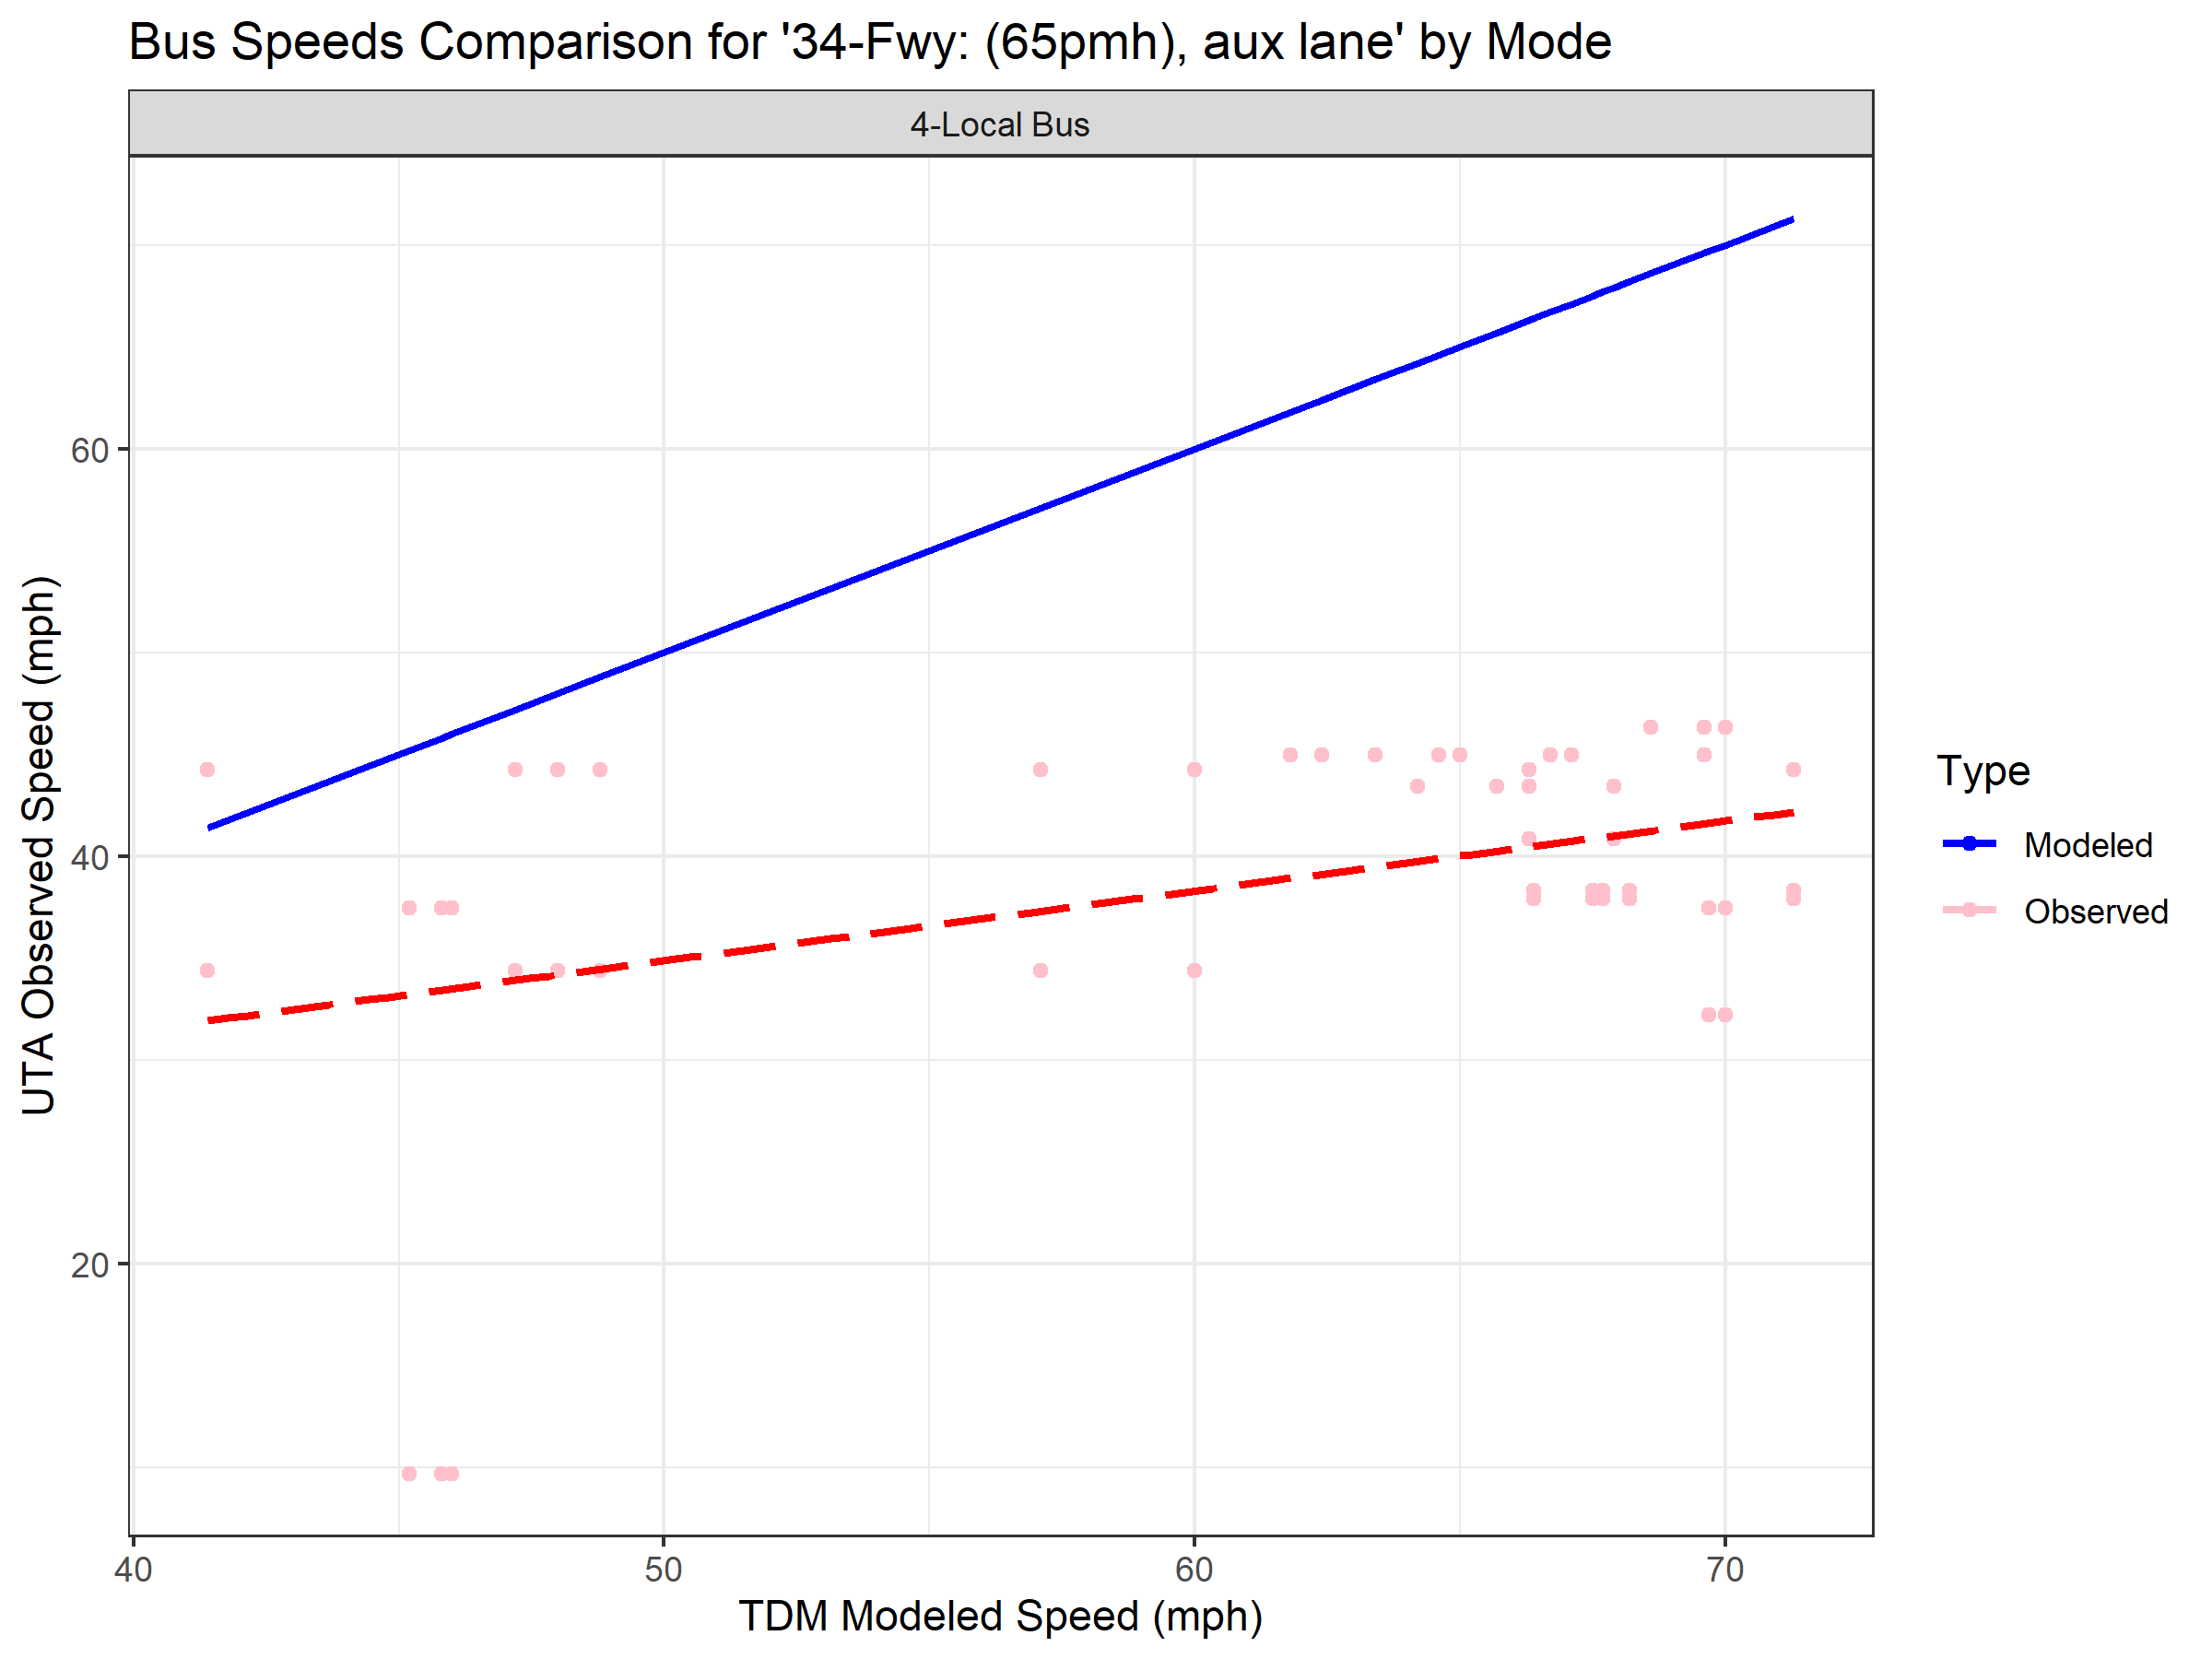 Bus Speeds Comparison for '34-Fwy: (65pmh), aux lane' by Mode
4-Local Bus
UTA Observed Speed (mph)
60
40
20
40 50 60 70
TDM Modeled Speed (mph)
Type
Modeled
Observed